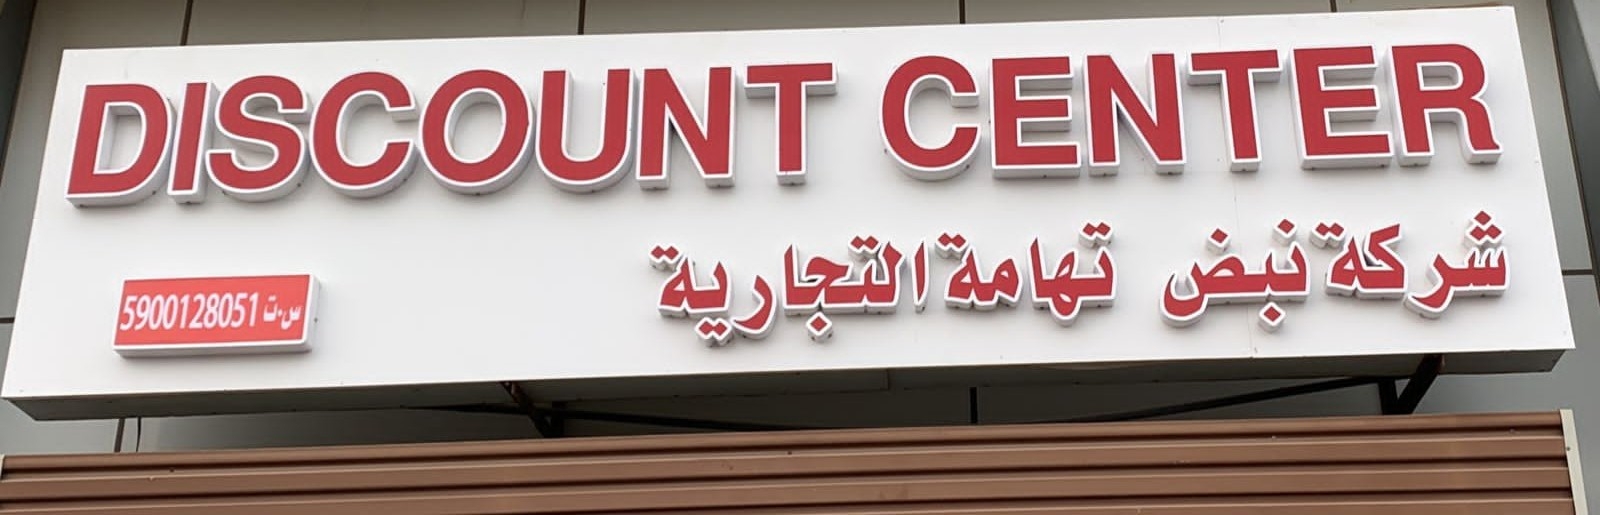 DISCOUNT CENTER
شركة نبض تهامة التجارية
س.ت 5900128051